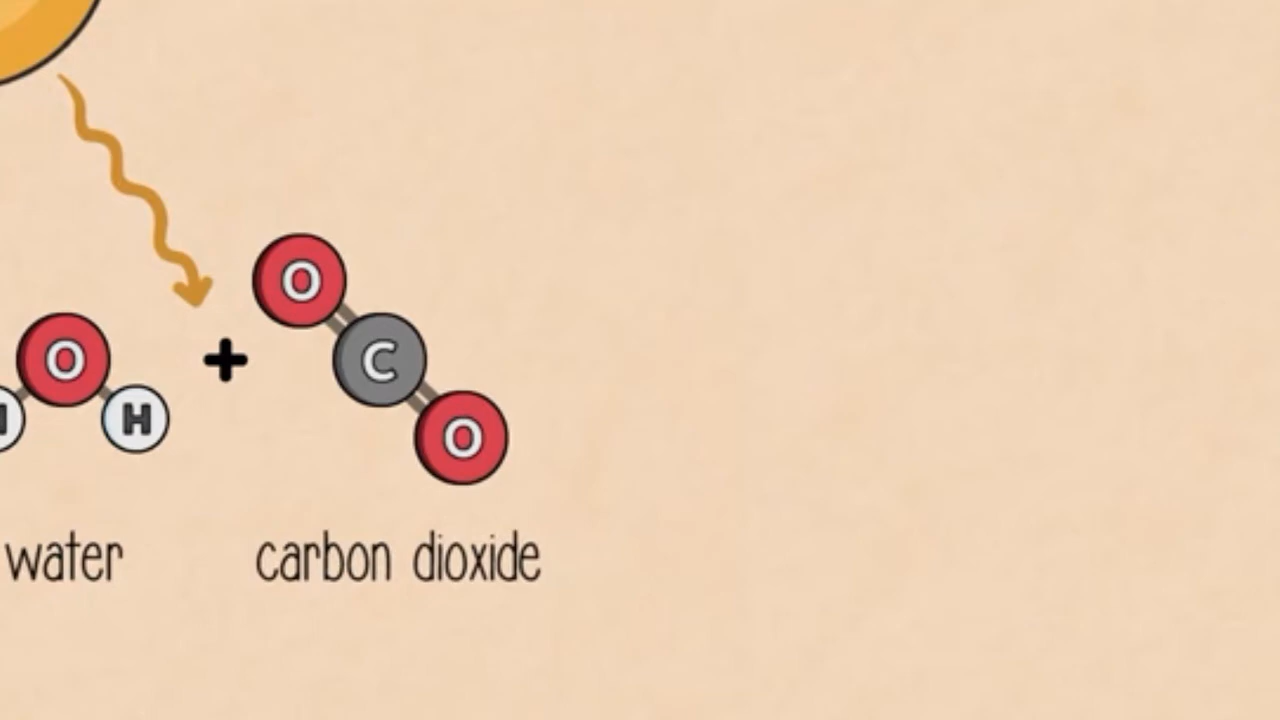 O
C
O
O
H
H
+
water
carbon dioxide